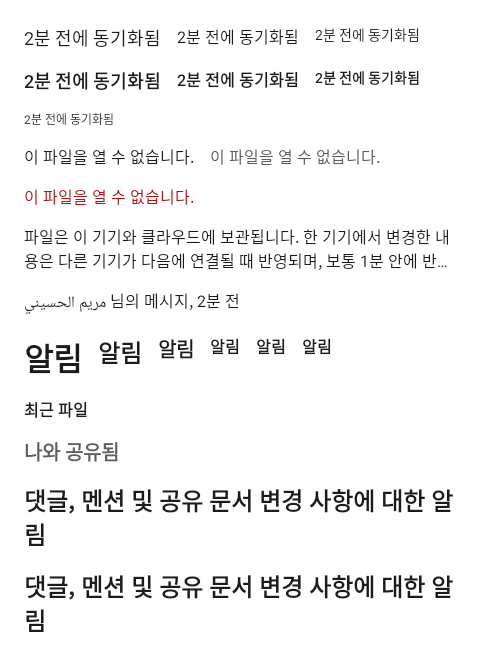 2분 전에 동기화됨 2분 전에 동기화됨 2분 전에 동기화됨
2분 전에 동기화됨 2분 전에 동기화됨 2분 전에 동기화됨
2분 전에 동기화됨
이 파일을 열 수 없습니다. 이 파일을 열 수 없습니다.
이 파일을 열 수 없습니다.
파일은 이 기기와 클라우드에 보관됩니다. 한 기기에서 변경한 내
용은 다른 기기가 다음에 연결될 때 반영되며, 보통 1분 안에 반…
مريم الحسيني 님의 메시지, 2분 전
알림 알림 알림 알림 알림 알림
최근 파일
나와 공유됨
댓글, 멘션 및 공유 문서 변경 사항에 대한 알
림
댓글, 멘션 및 공유 문서 변경 사항에 대한 알
림